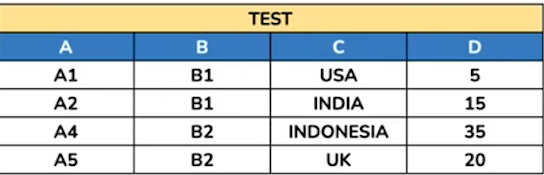 TEST
A B C D
A1 B1 USA 5
A2 B1 INDIA 15
A4 B2 INDONESIA 35
A5 B2 UK 20